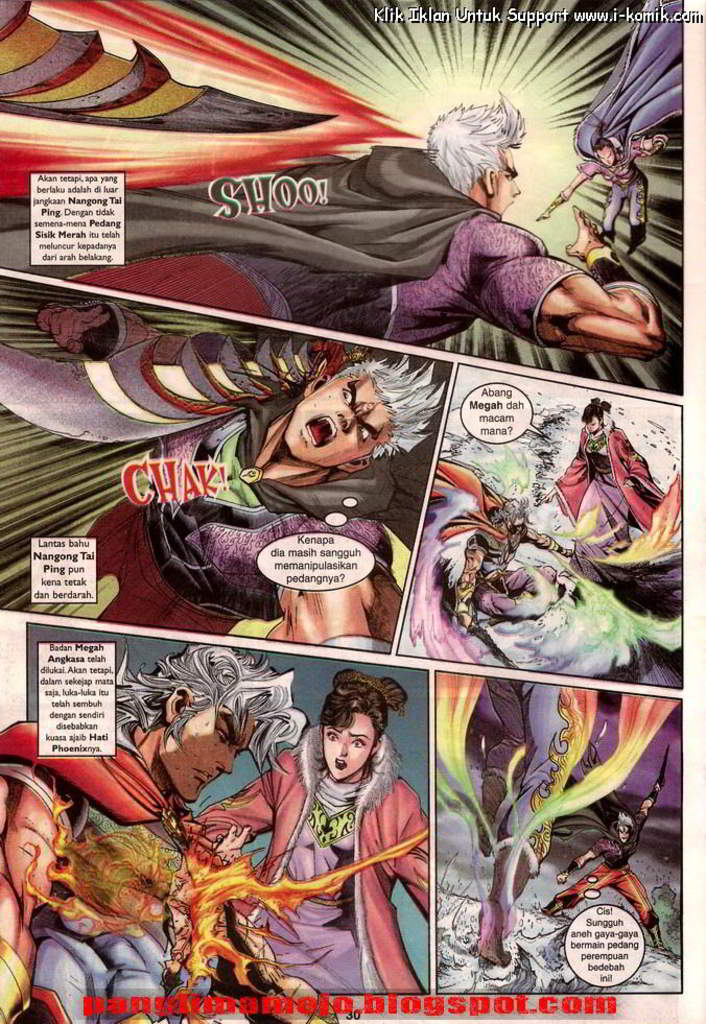 Klik Iklan Untuk Support www.i-komik.com
Akan tetapi, apa yang
berlaku adalah di luar
jangkaan Nangong Tai
Ping. Dengan tidak
semena-mena Pedang
Sisik Merah itu telah
meluncur kepadanya
dari arah belakang.
SHOO!
CHAK!
Kenapa
dia masih sangguh
memanipulasikan
pedangnya?
Lantas bahu
Nangong Tai
Ping pun
kena tetak
dan berdarah.
Abang
Megah dah
macam
mana?
Badan Megah
Angkasa telah
dilukai. Akan tetapi,
dalam sekejap mata
saja, luka-luka itu
telah sembuh
dengan sendiri
disebabkan
kuasa ajaib Hati
Phoenixnya.
Cis!
Sungguh
aneh gaya-gaya
bermain pedang
perempuan
bedebah
ini!
panglimamejo.blogspot.com
30